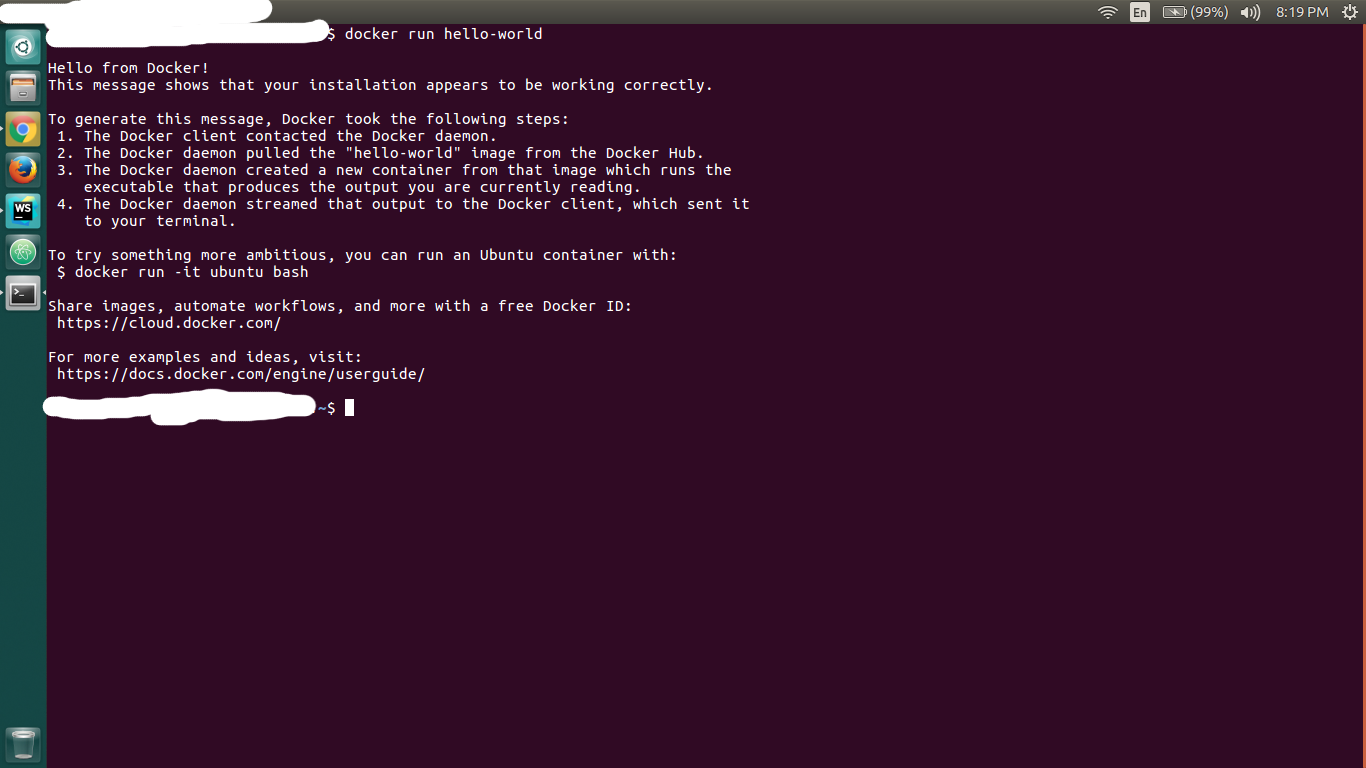 En (99%) 8:19 PM
$ docker run hello-world
Hello from Docker!
This message shows that your installation appears to be working correctly.
To generate this message, Docker took the following steps:
1. The Docker client contacted the Docker daemon.
2. The Docker daemon pulled the "hello-world" image from the Docker Hub.
3. The Docker daemon created a new container from that image which runs the
executable that produces the output you are currently reading.
4. The Docker daemon streamed that output to the Docker client, which sent it
to your terminal.
To try something more ambitious, you can run an Ubuntu container with:
$ docker run -it ubuntu bash
Share images, automate workflows, and more with a free Docker ID:
https://cloud.docker.com/
For more examples and ideas, visit:
https://docs.docker.com/engine/userguide/
~$
WS
>_